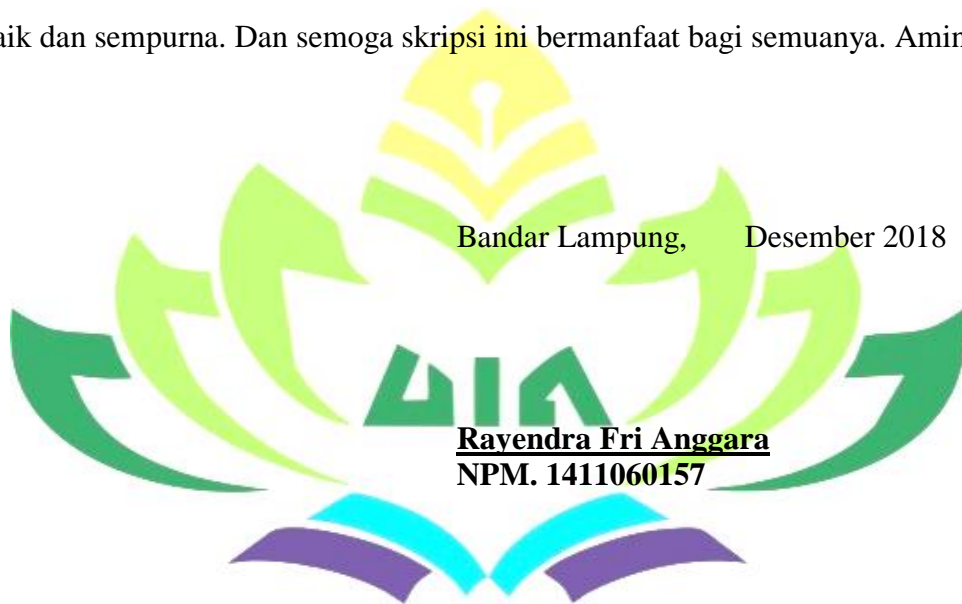 aik dan sempurna. Dan semoga skripsi ini bermanfaat bagi semuanya. Amin
Bandar Lampung, Desember 2018
UIN
Rayendra Fri Anggara
NPM. 1411060157